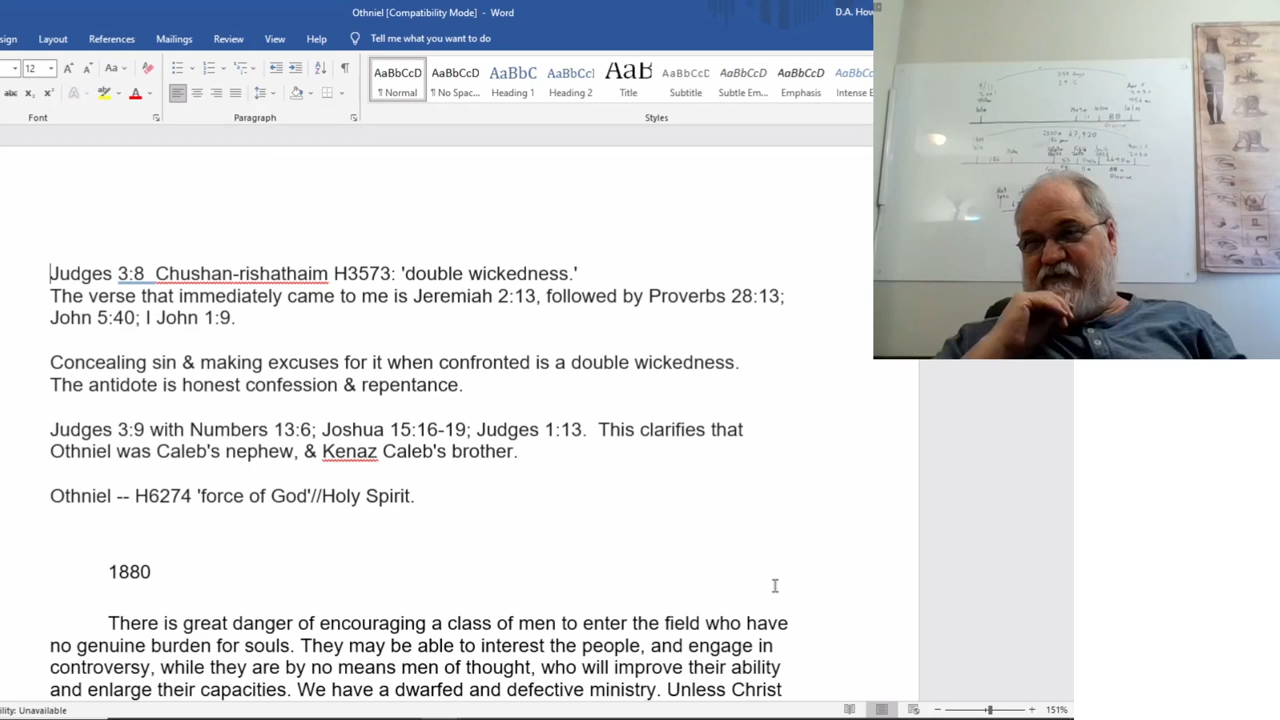 Othniel [Compatibility Mode] - Word
D.A. How
sign Layout References Mailings Review View Help Tell me what you want to do
12
Aa
AaBbCcD AaBbCcD AaBbC AaBbCcI AaB AaBbCcD AaBbCcD AaBbCcD AaBbCcD
¶ Normal ¶ No Spac... Heading 1 Heading 2 Title Subtitle Subtle Em... Emphasis Intense E
Font Paragraph Styles
Judges 3:8 Chushan-rishathaim H3573: 'double wickedness.'
The verse that immediately came to me is Jeremiah 2:13, followed by Proverbs 28:13;
John 5:40; I John 1:9.
Concealing sin & making excuses for it when confronted is a double wickedness.
The antidote is honest confession & repentance.
Judges 3:9 with Numbers 13:6; Joshua 15:16-19; Judges 1:13. This clarifies that
Othniel was Caleb's nephew, & Kenaz Caleb's brother.
Othniel -- H6274 'force of God'//Holy Spirit.
1880
There is great danger of encouraging a class of men to enter the field who have
no genuine burden for souls. They may be able to interest the people, and engage in
controversy, while they are by no means men of thought, who will improve their ability
and enlarge their capacities. We have a dwarfed and defective ministry. Unless Christ
ility: Unavailable
151%